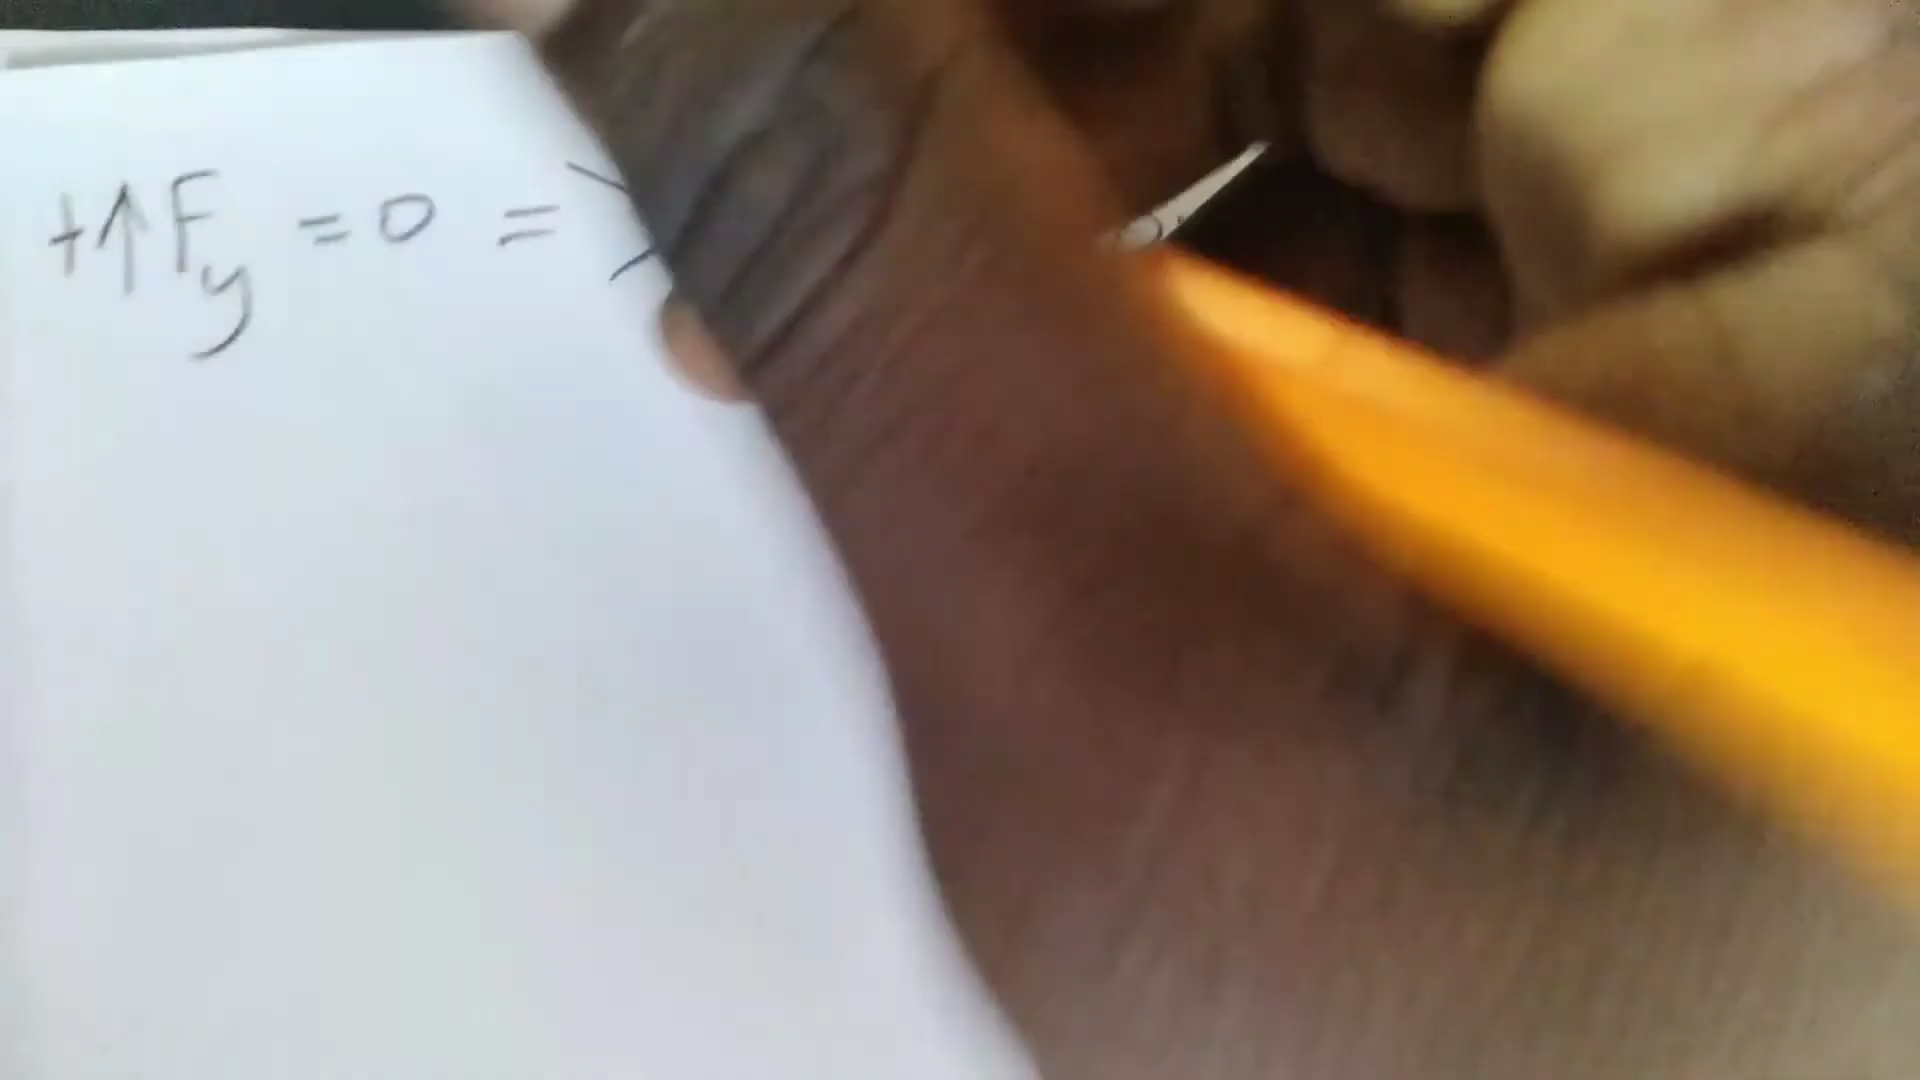 +↑Fy = 0 =